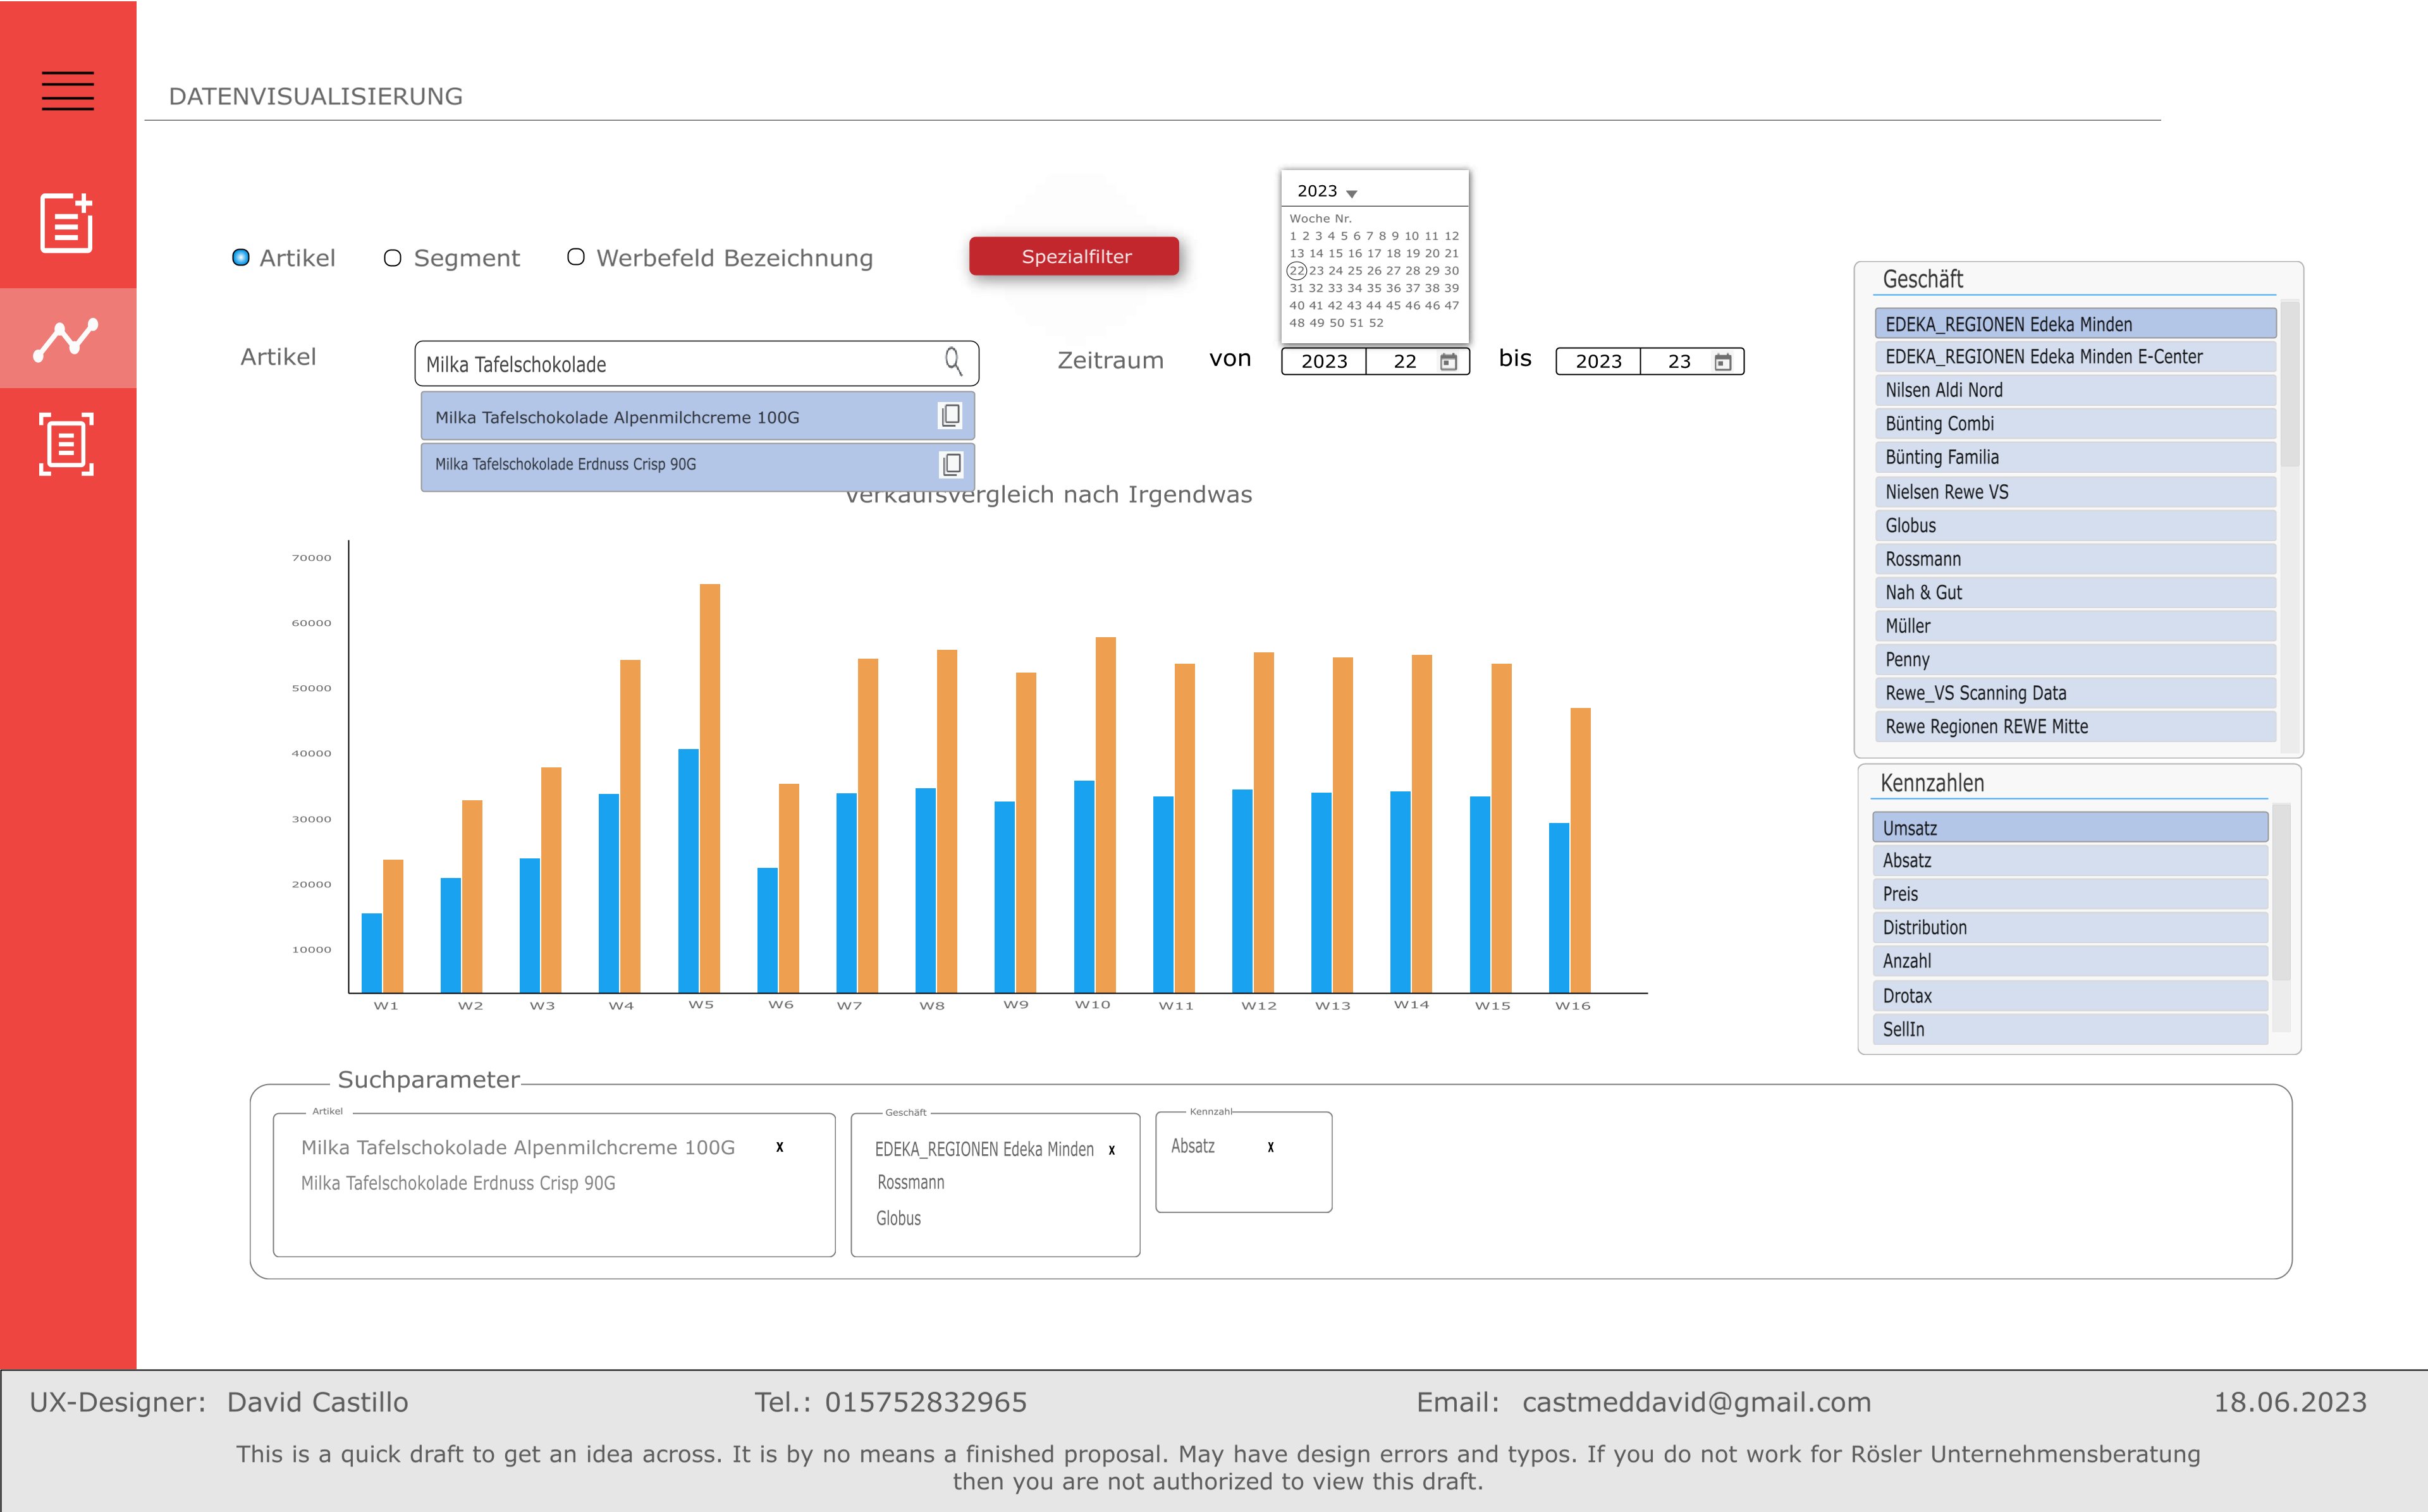 DATENVISUALISIERUNG
2023
Woche Nr.
1 2 3 4 5 6 7 8 9 10 11 12
13 14 15 16 17 18 19 20 21
22 23 24 25 26 27 28 29 30
31 32 33 34 35 36 37 38 39
40 41 42 43 44 45 46 46 47
48 49 50 51 52
Artikel Segment Werbefeld Bezeichnung Spezialfilter
Artikel Milka Tafelschokolade Zeitraum von 2023 22 bis 2023 23
Milka Tafelschokolade Alpenmilchcreme 100G
Milka Tafelschokolade Erdnuss Crisp 90G
Verkaufsvergleich nach Irgendwas
70000
60000
50000
40000
30000
20000
10000
W1 W2 W3 W4 W5 W6 W7 W8 W9 W10 W11 W12 W13 W14 W15 W16
Geschäft
EDEKA_REGIONEN Edeka Minden
EDEKA_REGIONEN Edeka Minden E-Center
Nilsen Aldi Nord
Bünting Combi
Bünting Familia
Nielsen Rewe VS
Globus
Rossmann
Nah & Gut
Müller
Penny
Rewe_VS Scanning Data
Rewe Regionen REWE Mitte
Kennzahlen
Umsatz
Absatz
Preis
Distribution
Anzahl
Drotax
SellIn
Suchparameter
Artikel
Milka Tafelschokolade Alpenmilchcreme 100G x
Milka Tafelschokolade Erdnuss Crisp 90G
Geschäft
EDEKA_REGIONEN Edeka Minden x
Rossmann
Globus
Kennzahl
Absatz x
UX-Designer: David Castillo Tel.: 015752832965 Email: castmeddavid@gmail.com 18.06.2023
This is a quick draft to get an idea across. It is by no means a finished proposal. May have design errors and typos. If you do not work for Rösler Unternehmensberatung
then you are not authorized to view this draft.